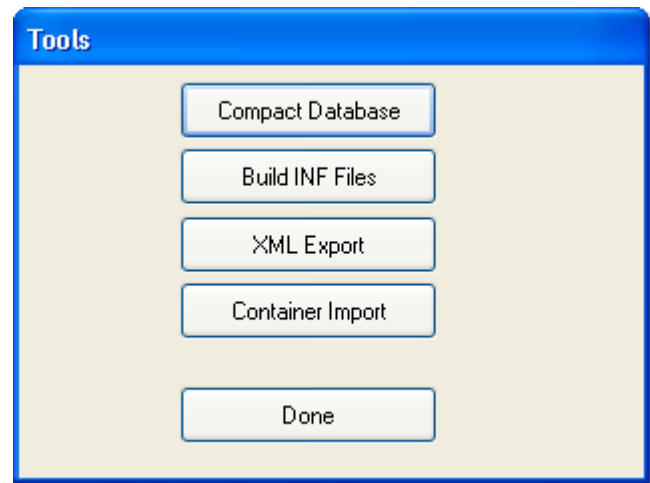 Tools
Compact Database
Build INF Files
XML Export
Container Import
Done